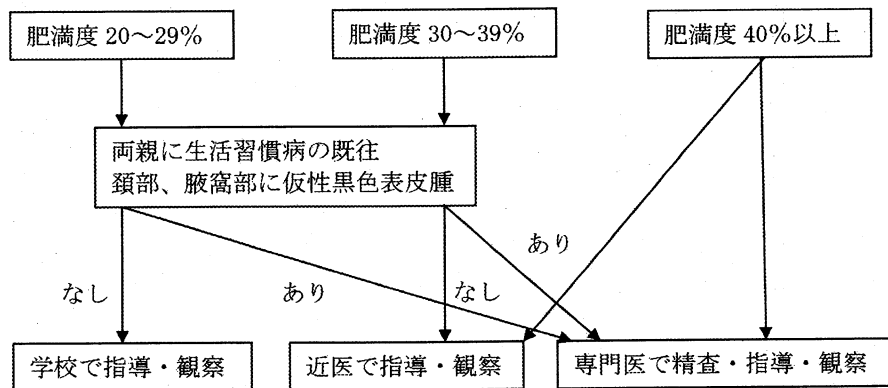 肥満度 20〜29%
肥満度 30〜39%
肥満度 40%以上
両親に生活習慣病の既往
頚部、腋窩部に仮性黒色表皮腫
あり
なし
あり
なし
学校で指導・観察
近医で指導・観察
専門医で精査・指導・観察